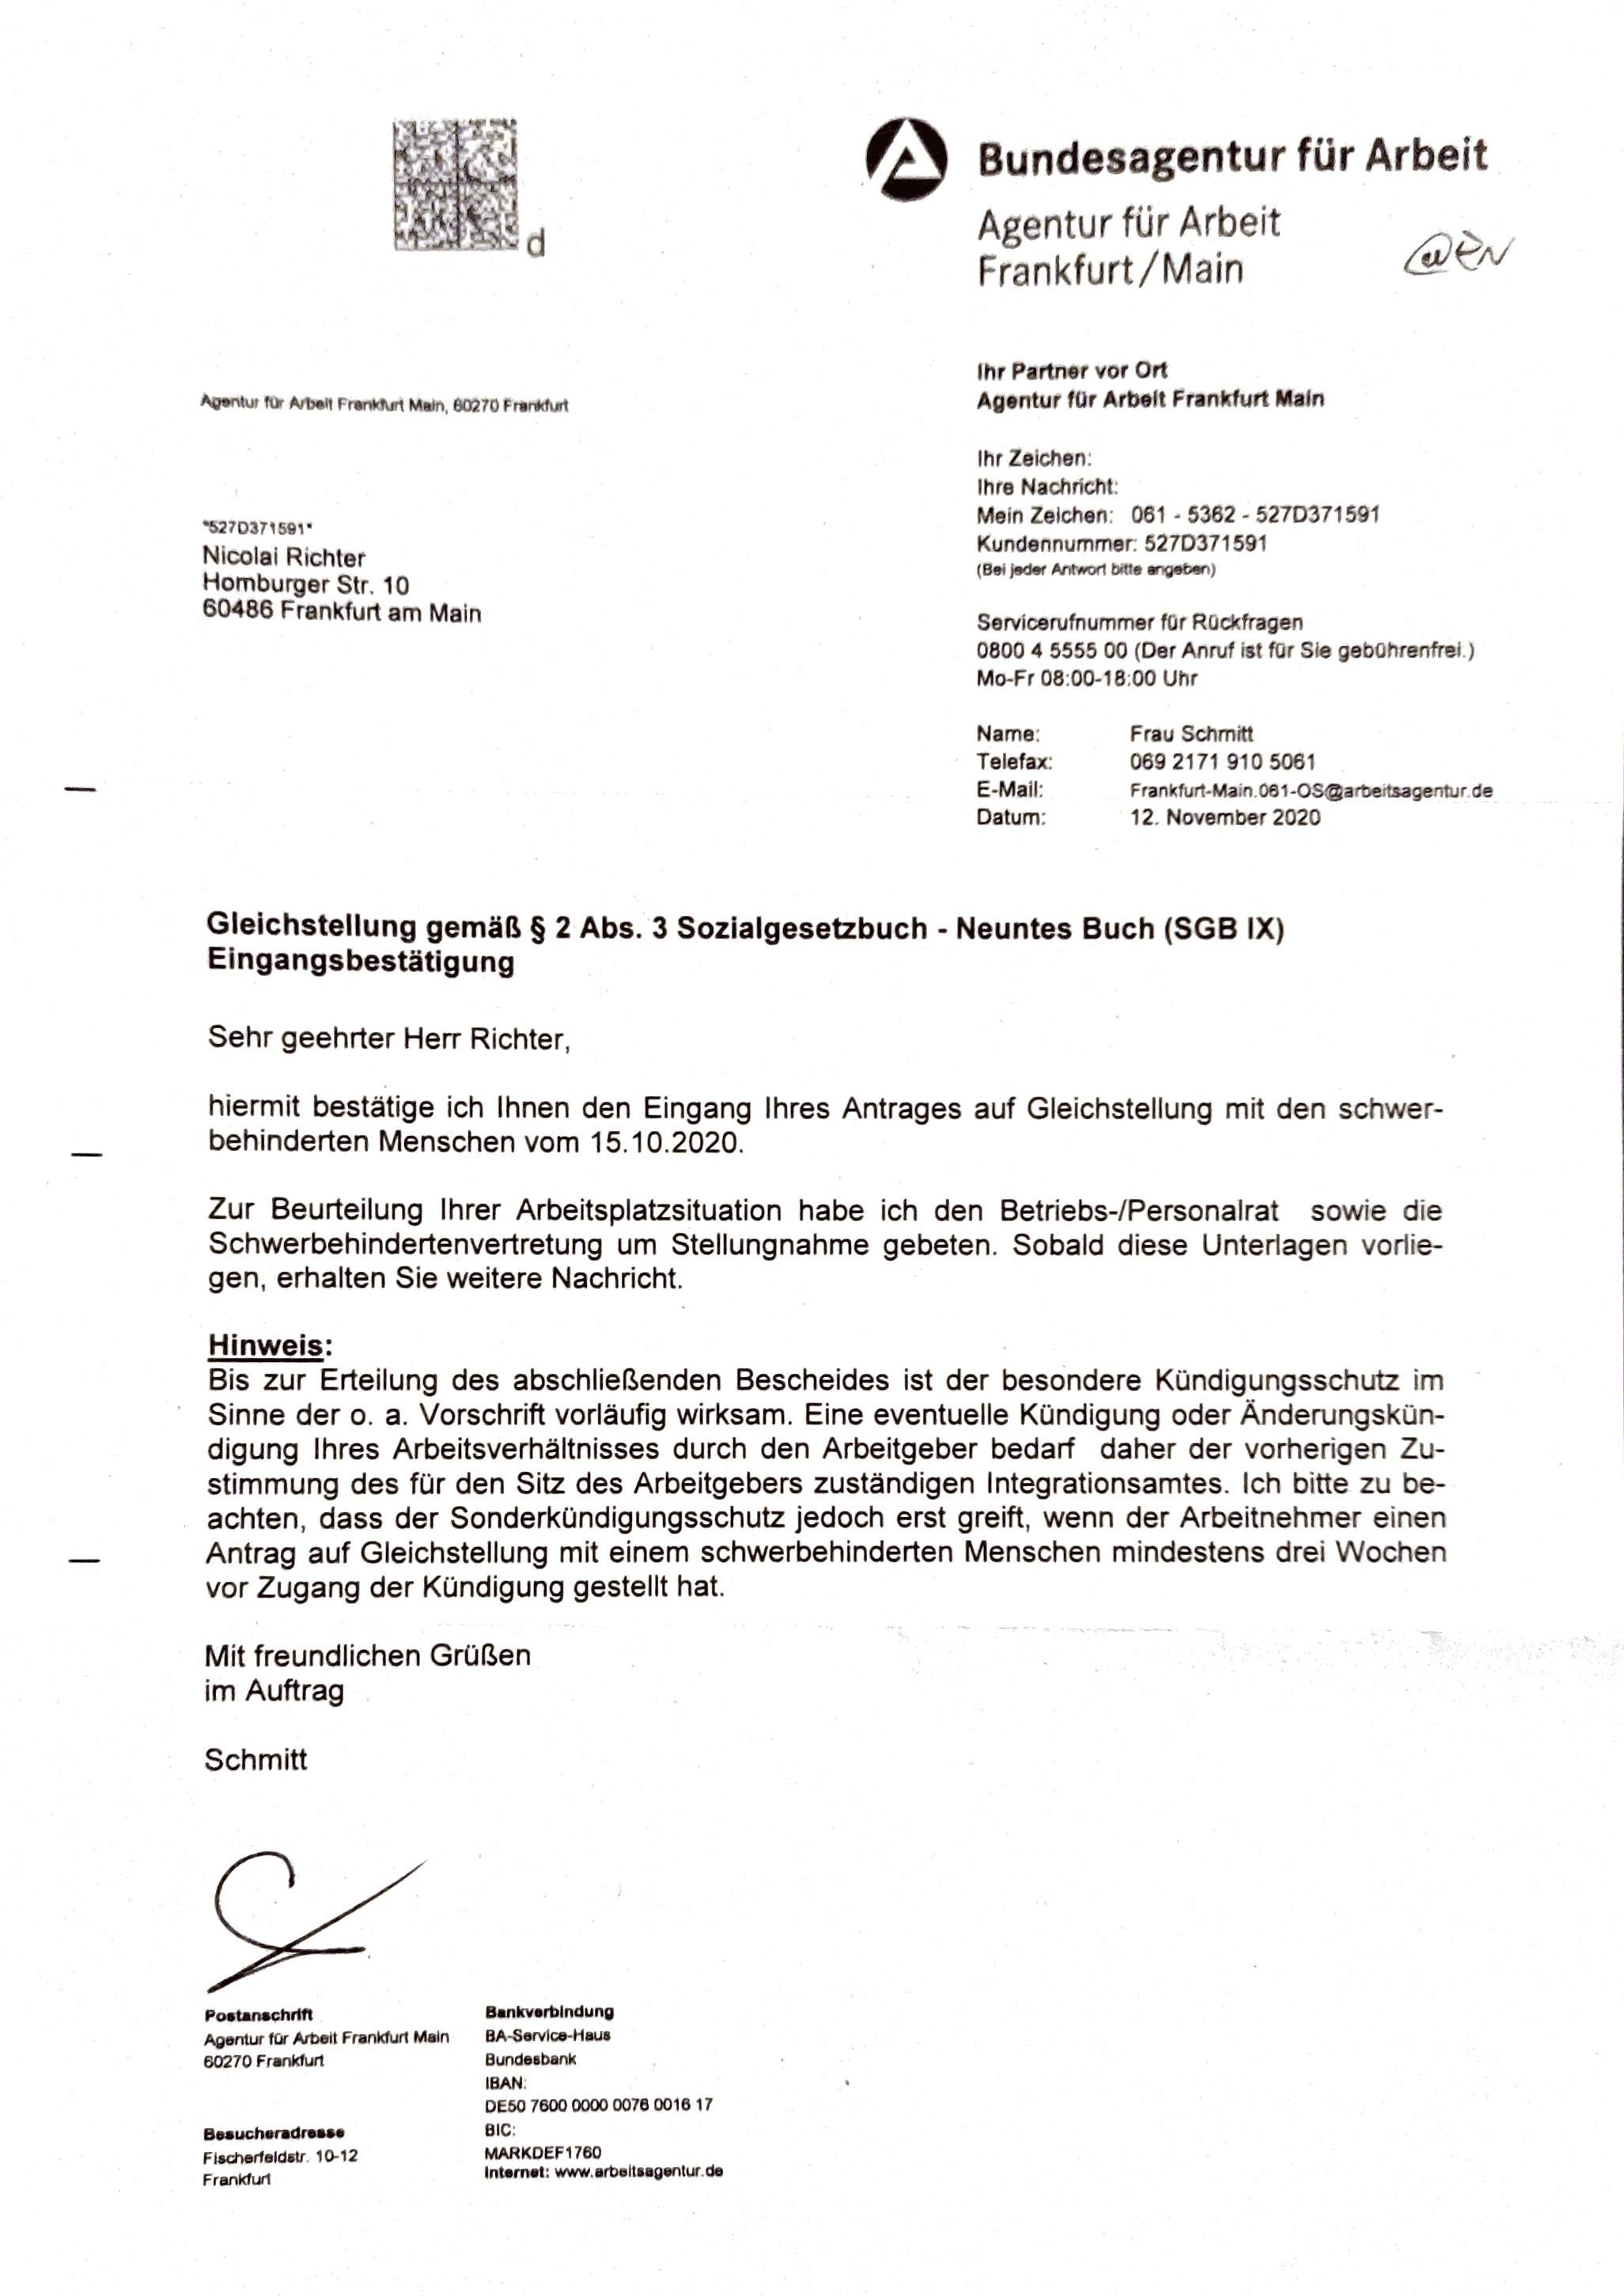 Bundesagentur für Arbeit
Agentur für Arbeit
Frankfurt/Main
d
Ihr Partner vor Ort
Agentur für Arbeit Frankfurt Main
Agentur für Arbeit Frankfurt Main, 60270 Frankfurt
Ihr Zeichen:
Ihre Nachricht:
Mein Zeichen: 061 - 5362 - 527D371591
Kundennummer: 527D371591
(Bei jeder Antwort bitte angeben)
*527D371591*
Nicolai Richter
Homburger Str. 10
60486 Frankfurt am Main
Servicerufnummer für Rückfragen
0800 4 5555 00 (Der Anruf ist für Sie gebührenfrei.)
Mo-Fr 08:00-18:00 Uhr
Name: Frau Schmitt
Telefax: 069 2171 910 5061
E-Mail: Frankfurt-Main.061-OS@arbeitsagentur.de
Datum: 12. November 2020
Gleichstellung gemäß § 2 Abs. 3 Sozialgesetzbuch - Neuntes Buch (SGB IX)
Eingangsbestätigung
Sehr geehrter Herr Richter,
hiermit bestätige ich Ihnen den Eingang Ihres Antrages auf Gleichstellung mit den schwer-
behinderten Menschen vom 15.10.2020.
Zur Beurteilung Ihrer Arbeitsplatzsituation habe ich den Betriebs-/Personalrat sowie die
Schwerbehindertenvertretung um Stellungnahme gebeten. Sobald diese Unterlagen vorlie-
gen, erhalten Sie weitere Nachricht.
Hinweis:
Bis zur Erteilung des abschließenden Bescheides ist der besondere Kündigungsschutz im
Sinne der o. a. Vorschrift vorläufig wirksam. Eine eventuelle Kündigung oder Änderungskün-
digung Ihres Arbeitsverhältnisses durch den Arbeitgeber bedarf daher der vorherigen Zu-
stimmung des für den Sitz des Arbeitgebers zuständigen Integrationsamtes. Ich bitte zu be-
achten, dass der Sonderkündigungsschutz jedoch erst greift, wenn der Arbeitnehmer einen
Antrag auf Gleichstellung mit einem schwerbehinderten Menschen mindestens drei Wochen
vor Zugang der Kündigung gestellt hat.
Mit freundlichen Grüßen
im Auftrag
Schmitt
Postanschrift
Agentur für Arbeit Frankfurt Main
60270 Frankfurt
Besucheradresse
Fischerfeldstr. 10-12
Frankfurt
Bankverbindung
BA-Service-Haus
Bundesbank
IBAN:
DE50 7600 0000 0076 0016 17
BIC:
MARKDEF1760
Internet: www.arbeitsagentur.de